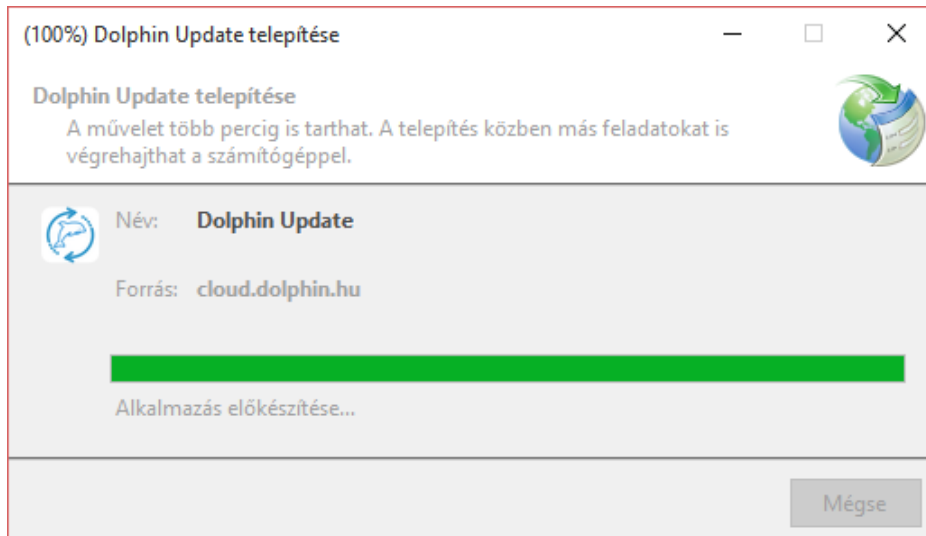 (100%) Dolphin Update telepítése
Dolphin Update telepítése
A művelet több percig is tarthat. A telepítés közben más feladatokat is
végrehajthat a számítógéppel.
Név: Dolphin Update
Forrás: cloud.dolphin.hu
Alkalmazás előkészítése...
Mégse